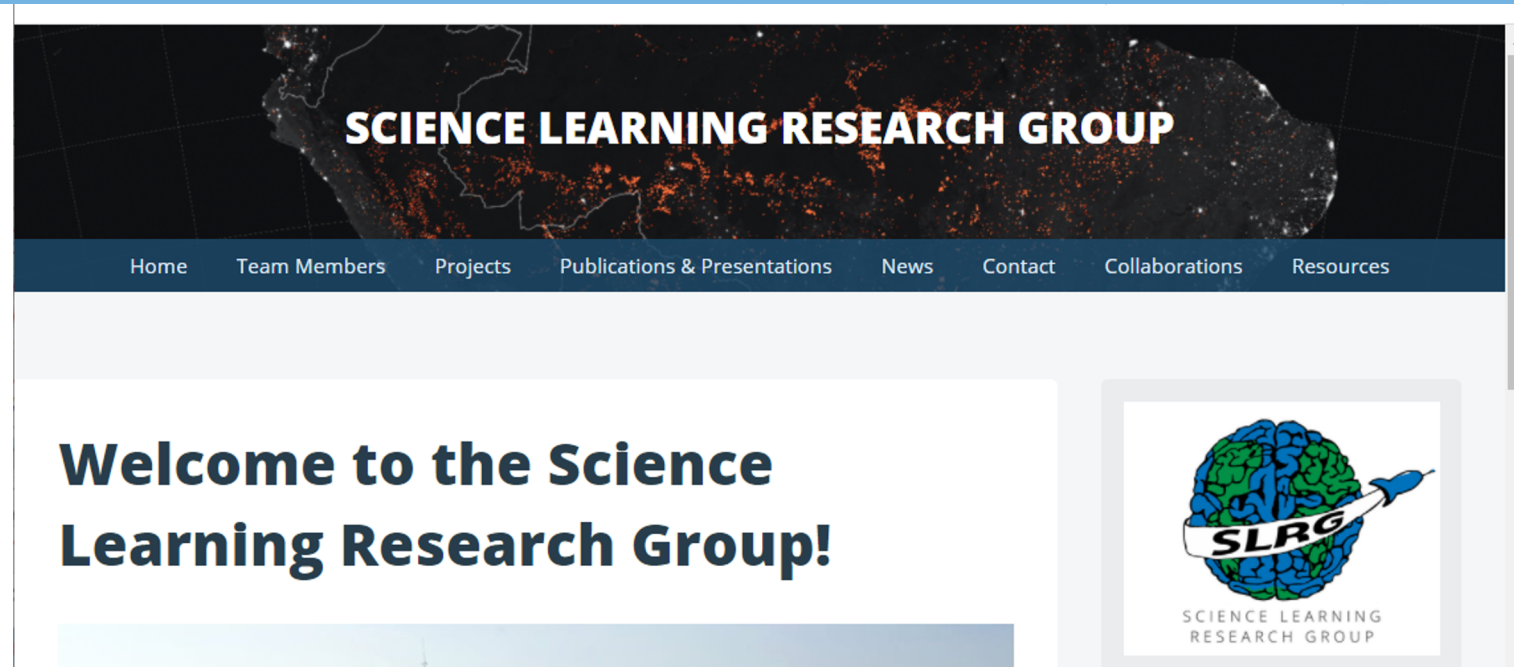 SCIENCE LEARNING RESEARCH GROUP
Home Team Members Projects Publications & Presentations News Contact Collaborations Resources
Welcome to the Science
Learning Research Group!
SLRG
SCIENCE LEARNING
RESEARCH GROUP